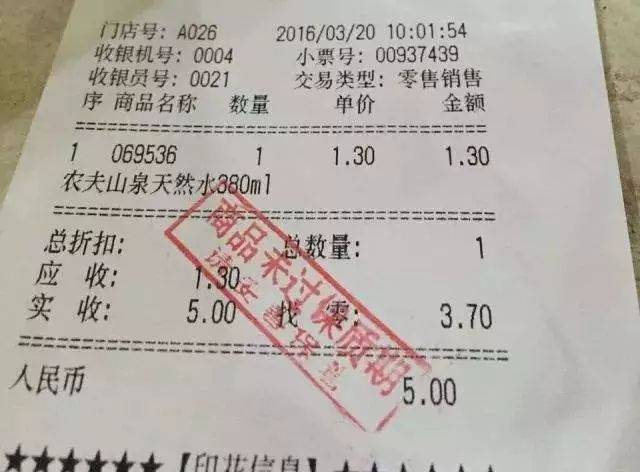 门店号: A026 2016/03/20 10:01:54
收银机号: 0004 小票号: 00937439
收银员号: 0021 交易类型: 零售销售
序 商品名称 数量 单价 金额
1 069536 1 1.30 1.30
农夫山泉天然水380ml
总折扣: 总数量: 1
应 收: 1.30
实 收: 5.00 找 零: 3.70
人民币 5.00
★★★★★★【印花信息】★★★★★★
商品未过保质期
请妥善保